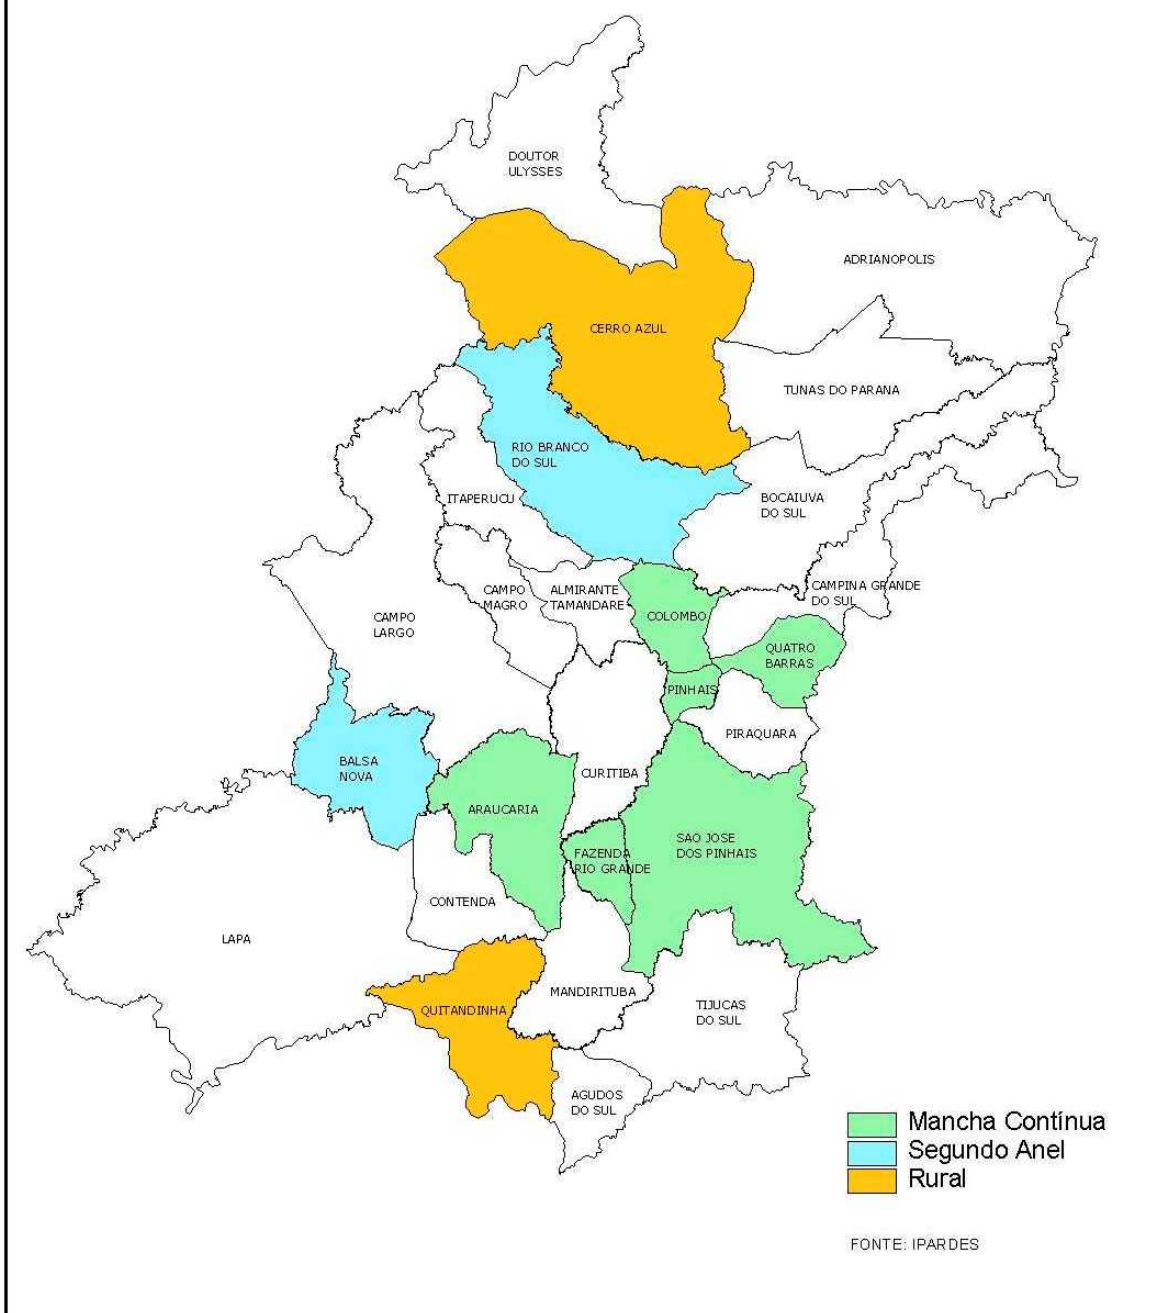 DOUTOR
ULYSSES
ADRIANOPOLIS
CERRO AZUL
TUNAS DO PARANA
RIO BRANCO
DO SUL
ITAPERUCU
BOCAIUVA
DO SUL
CAMPO
MAGRO
ALMIRANTE
TAMANDARE
CAMPINA GRANDE
DO SUL
CAMPO
LARGO
COLOMBO
QUATRO
BARRAS
PINHAIS
PIRAQUARA
BALSA
NOVA
CURITIBA
ARAUCARIA
SAO JOSE
DOS PINHAIS
FAZENDA
RIO GRANDE
CONTENDA
LAPA
MANDIRITUBA
QUITANDINHA
TIJUCAS
DO SUL
AGUDOS
DO SUL
Mancha Contínua
Segundo Anel
Rural
FONTE: IPARDES